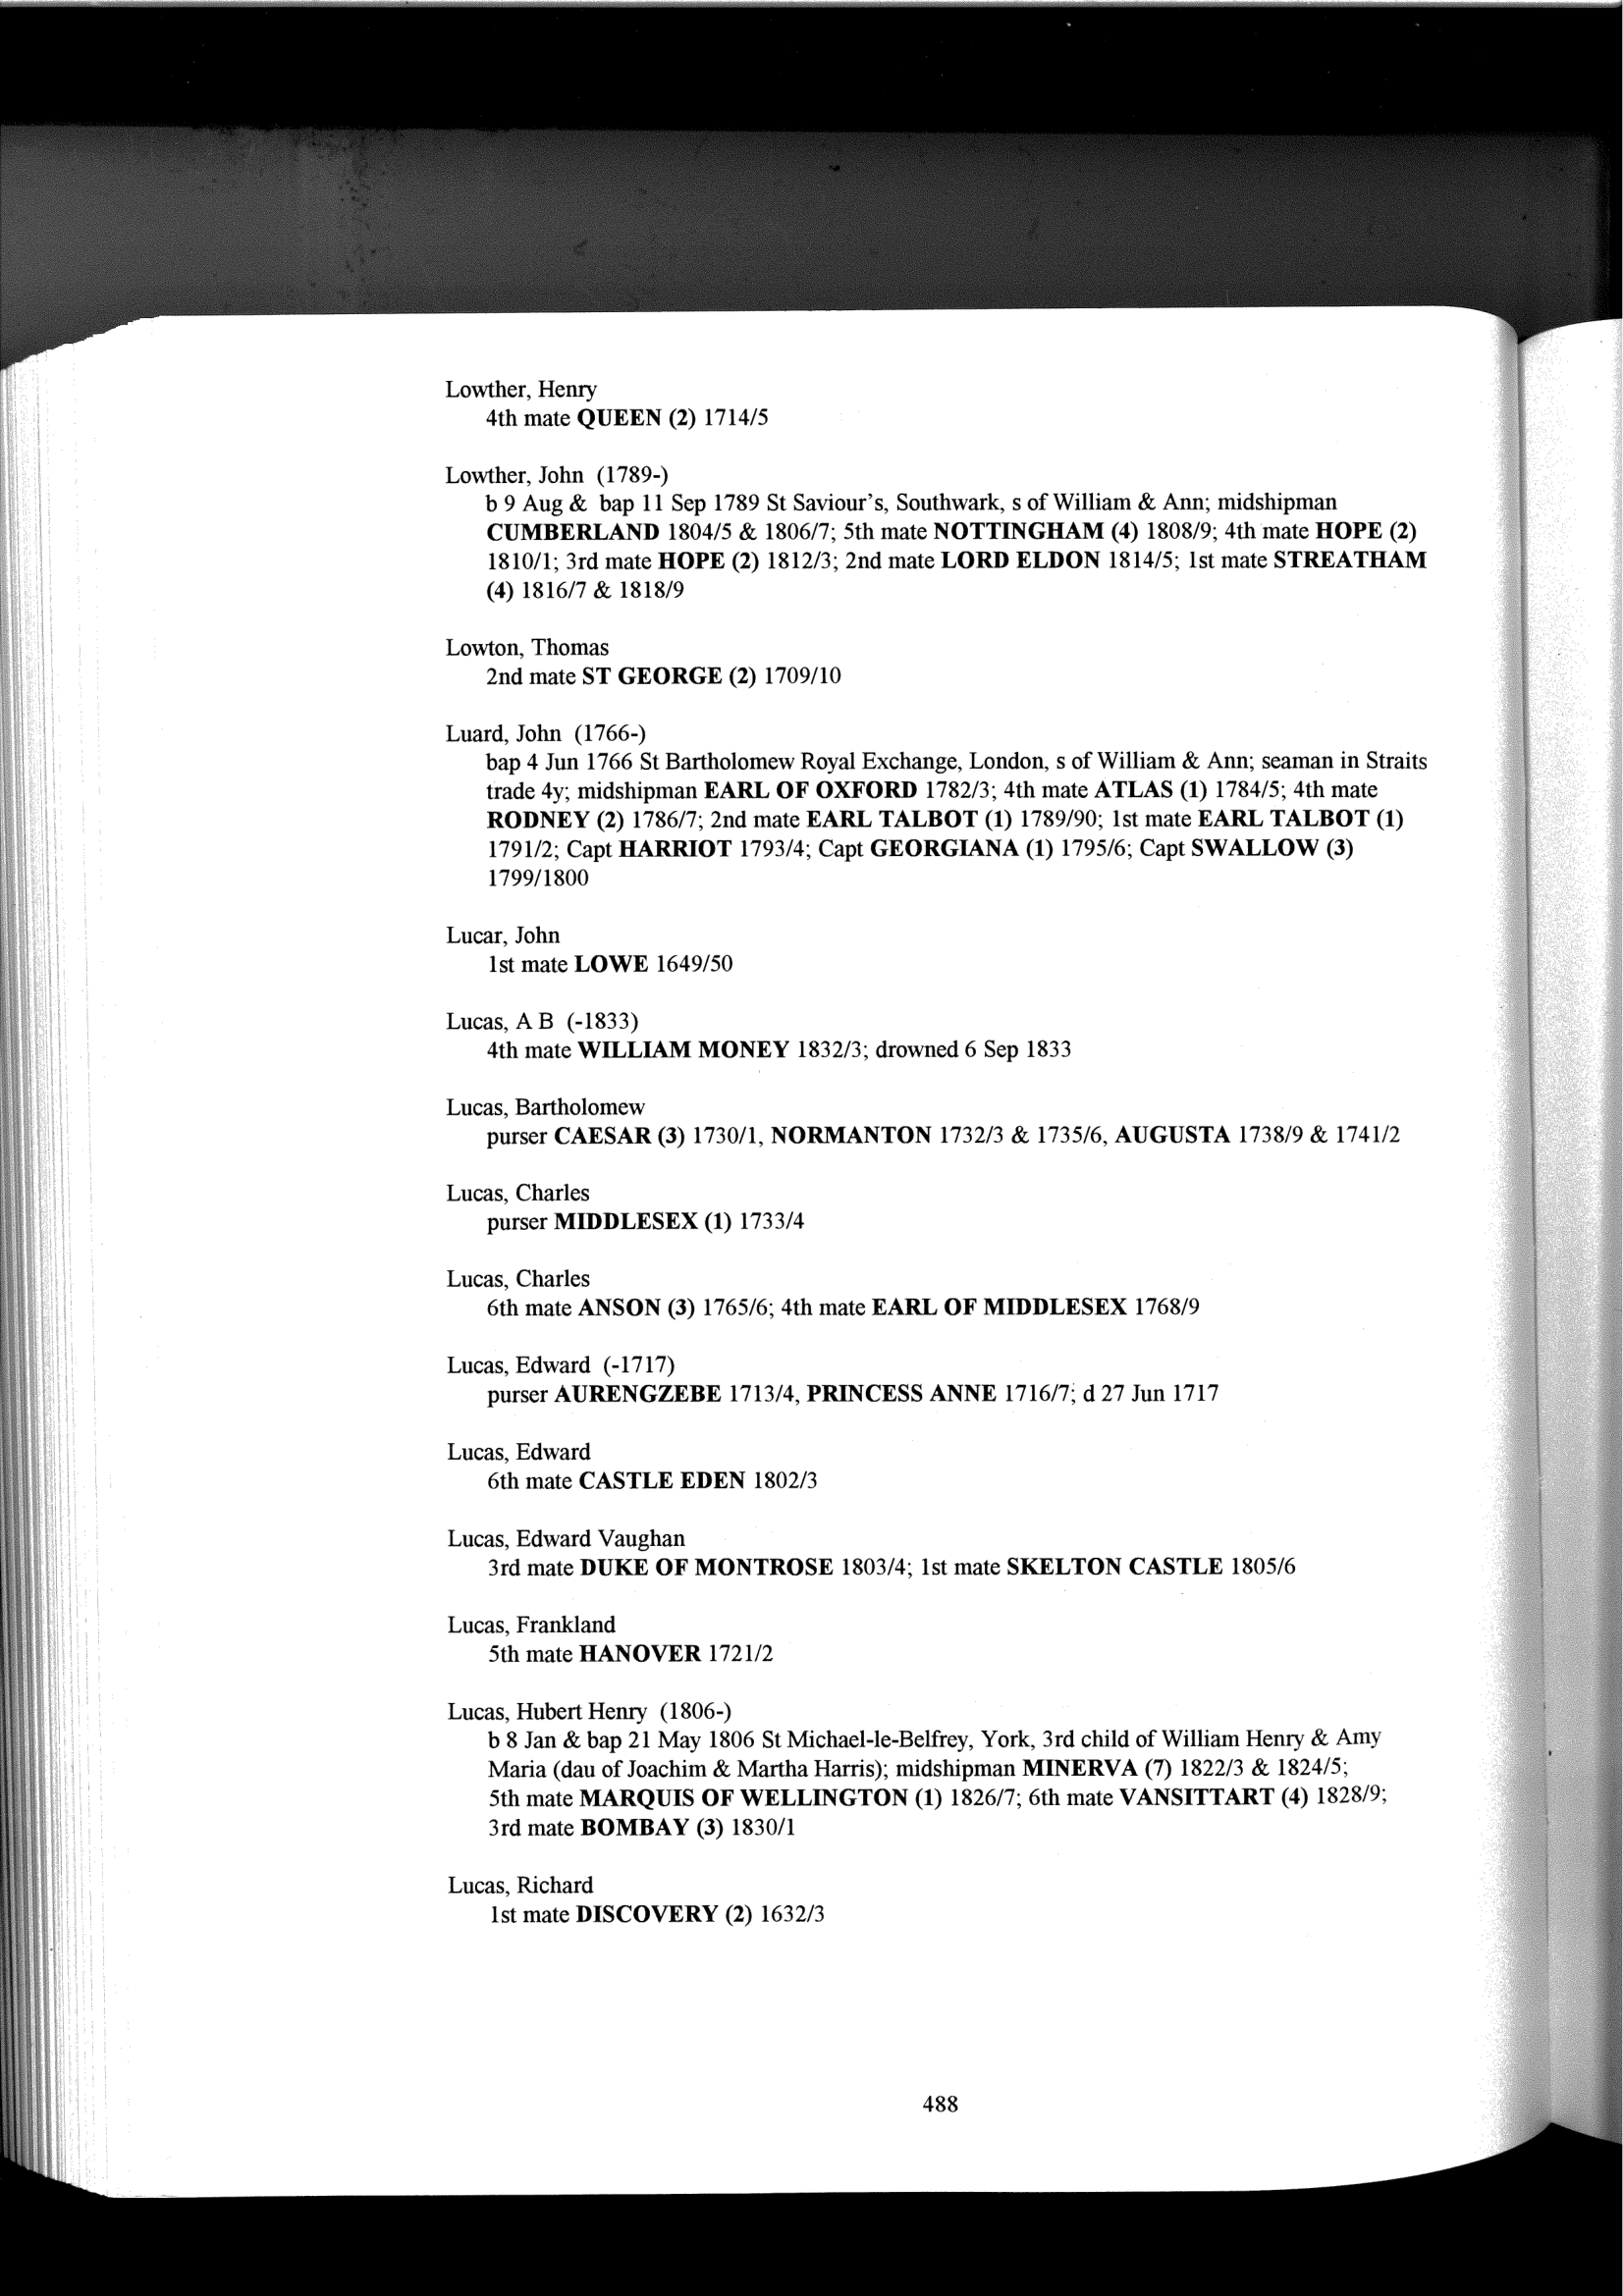 Lowther, Henry
4th mate QUEEN (2) 1714/5
Lowther, John (1789-)
b 9 Aug & bap 11 Sep 1789 St Saviour's, Southwark, s of William & Ann; midshipman
CUMBERLAND 1804/5 & 1806/7; 5th mate NOTTINGHAM (4) 1808/9; 4th mate HOPE (2)
1810/1; 3rd mate HOPE (2) 1812/3; 2nd mate LORD ELDON 1814/5; 1st mate STREATHAM
(4) 1816/7 & 1818/9
Lowton, Thomas
2nd mate ST GEORGE (2) 1709/10
Luard, John (1766-)
bap 4 Jun 1766 St Bartholomew Royal Exchange, London, s of William & Ann; seaman in Straits
trade 4y; midshipman EARL OF OXFORD 1782/3; 4th mate ATLAS (1) 1784/5; 4th mate
RODNEY (2) 1786/7; 2nd mate EARL TALBOT (1) 1789/90; 1st mate EARL TALBOT (1)
1791/2; Capt HARRIOT 1793/4; Capt GEORGIANA (1) 1795/6; Capt SWALLOW (3)
1799/1800
Lucar, John
1st mate LOWE 1649/50
Lucas, A B (-1833)
4th mate WILLIAM MONEY 1832/3; drowned 6 Sep 1833
Lucas, Bartholomew
purser CAESAR (3) 1730/1, NORMANTON 1732/3 & 1735/6, AUGUSTA 1738/9 & 1741/2
Lucas, Charles
purser MIDDLESEX (1) 1733/4
Lucas, Charles
6th mate ANSON (3) 1765/6; 4th mate EARL OF MIDDLESEX 1768/9
Lucas, Edward (-1717)
purser AURENGZEBE 1713/4, PRINCESS ANNE 1716/7; d 27 Jun 1717
Lucas, Edward
6th mate CASTLE EDEN 1802/3
Lucas, Edward Vaughan
3rd mate DUKE OF MONTROSE 1803/4; 1st mate SKELTON CASTLE 1805/6
Lucas, Frankland
5th mate HANOVER 1721/2
Lucas, Hubert Henry (1806-)
b 8 Jan & bap 21 May 1806 St Michael-le-Belfrey, York, 3rd child of William Henry & Amy
Maria (dau of Joachim & Martha Harris); midshipman MINERVA (7) 1822/3 & 1824/5;
5th mate MARQUIS OF WELLINGTON (1) 1826/7; 6th mate VANSITTART (4) 1828/9;
3rd mate BOMBAY (3) 1830/1
Lucas, Richard
1st mate DISCOVERY (2) 1632/3
488